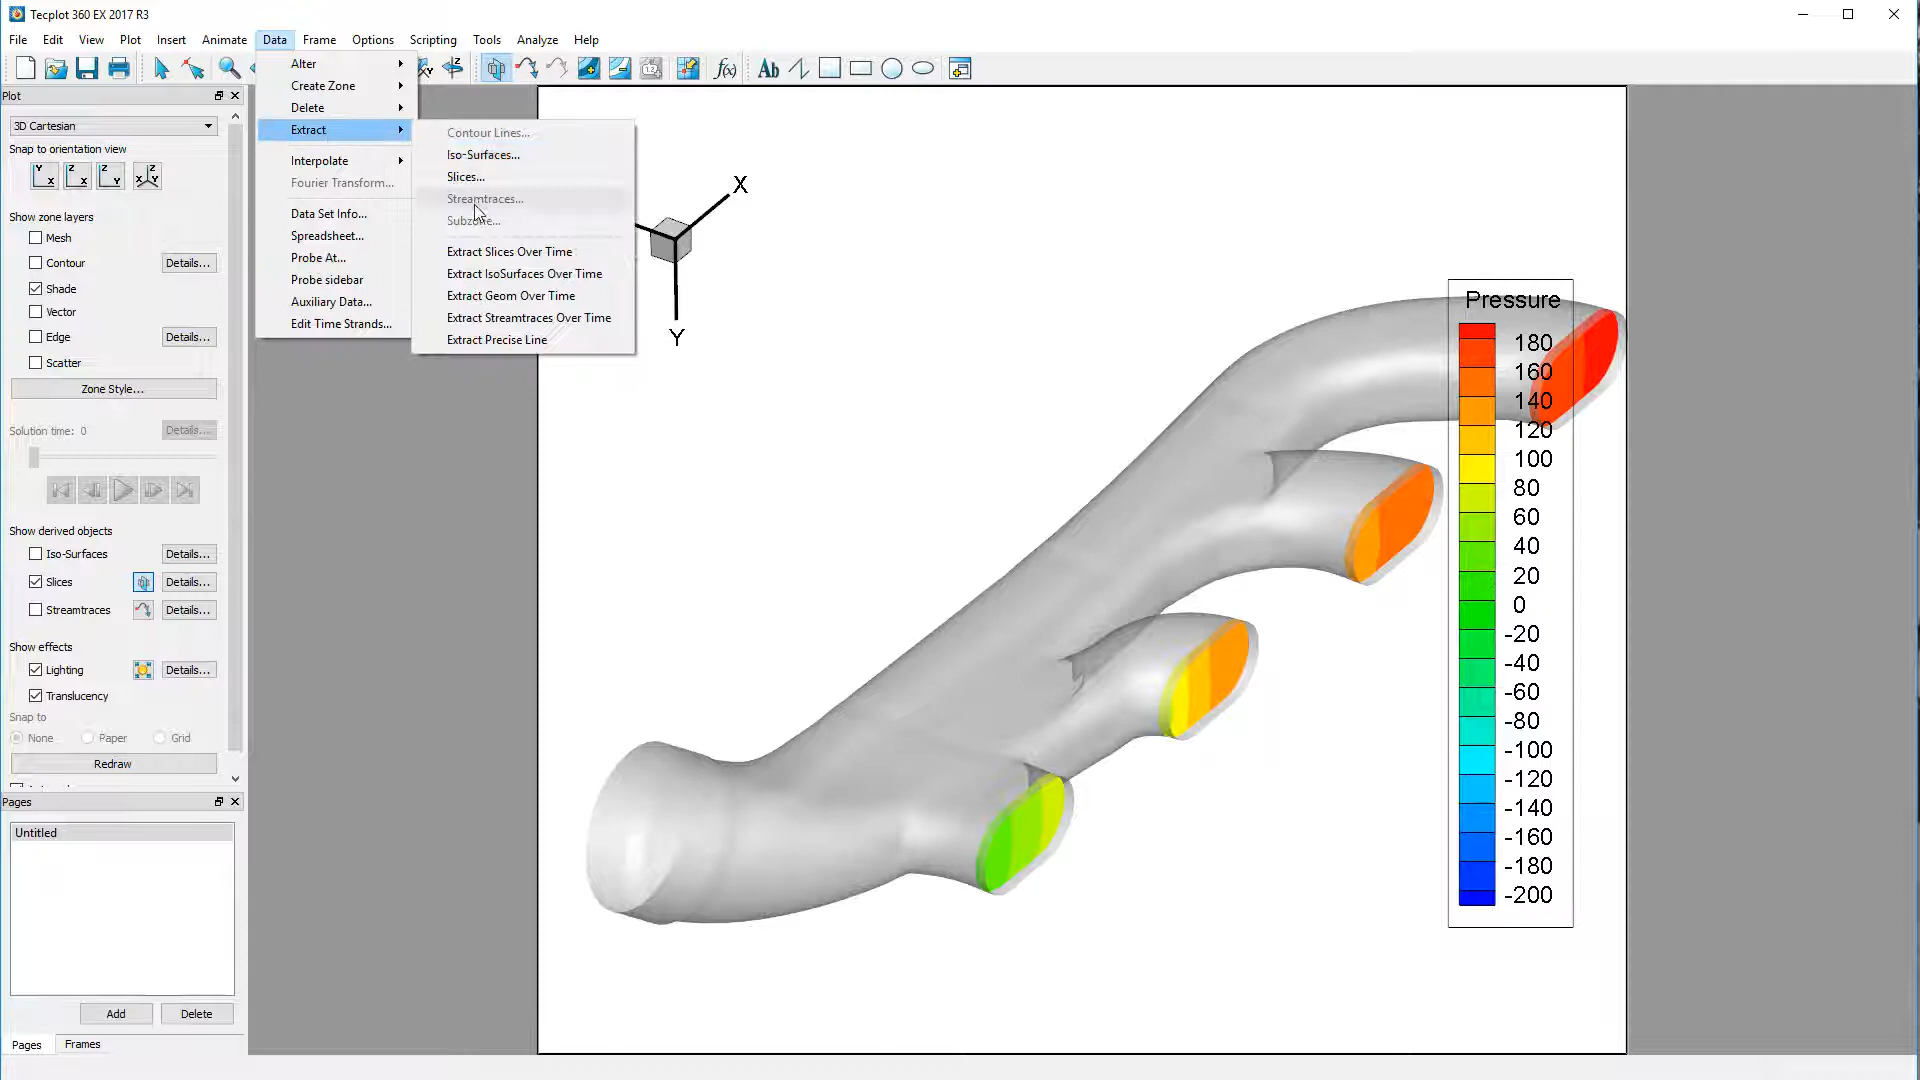 Tecplot 360 EX 2017 R3
File Edit View Plot Insert Animate Data Frame Options Scripting Tools Analyze Help
Plot
3D Cartesian
Snap to orientation view
Show zone layers
Mesh
Contour Details...
Shade
Vector
Edge Details...
Scatter
Zone Style...
Solution time: 0 Details...
Show derived objects
Iso-Surfaces Details...
Slices Details...
Streamtraces Details...
Show effects
Lighting Details...
Translucency
Snap to
None Paper Grid
Redraw
Pages
Untitled
Add Delete
Pages Frames
Alter
Create Zone
Delete
Extract
Interpolate
Fourier Transform...
Data Set Info...
Spreadsheet...
Probe At...
Probe sidebar
Auxiliary Data...
Edit Time Strands...
Contour Lines...
Iso-Surfaces...
Slices...
Streamtraces...
Subzone...
Extract Slices Over Time
Extract IsoSurfaces Over Time
Extract Geom Over Time
Extract Streamtraces Over Time
Extract Precise Line
Ab
f(x)
X
Y
Pressure
180
160
140
120
100
80
60
40
20
0
-20
-40
-60
-80
-100
-120
-140
-160
-180
-200